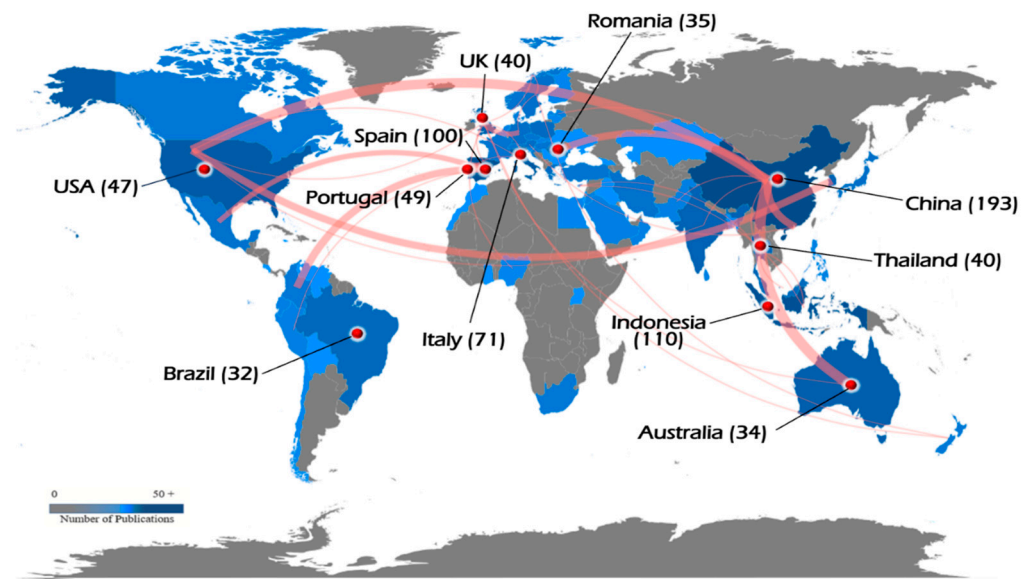 Romania (35)
UK (40)
Spain (100)
USA (47)
Portugal (49)
China (193)
Thailand (40)
Indonesia
(110)
Italy (71)
Brazil (32)
Australia (34)
0 50 +
Number of Publications